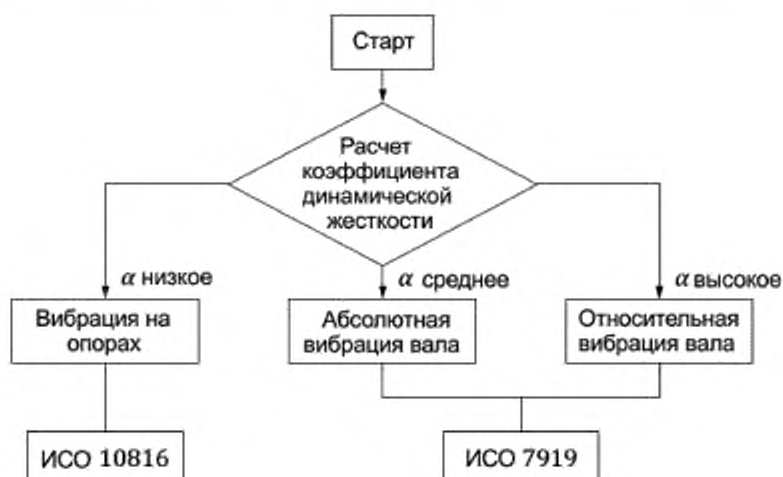 Старт
Расчет
коэффициента
динамической
жесткости
α низкое
α среднее
α высокое
Вибрация на
опорах
Абсолютная
вибрация вала
Относительная
вибрация вала
ИСО 10816
ИСО 7919